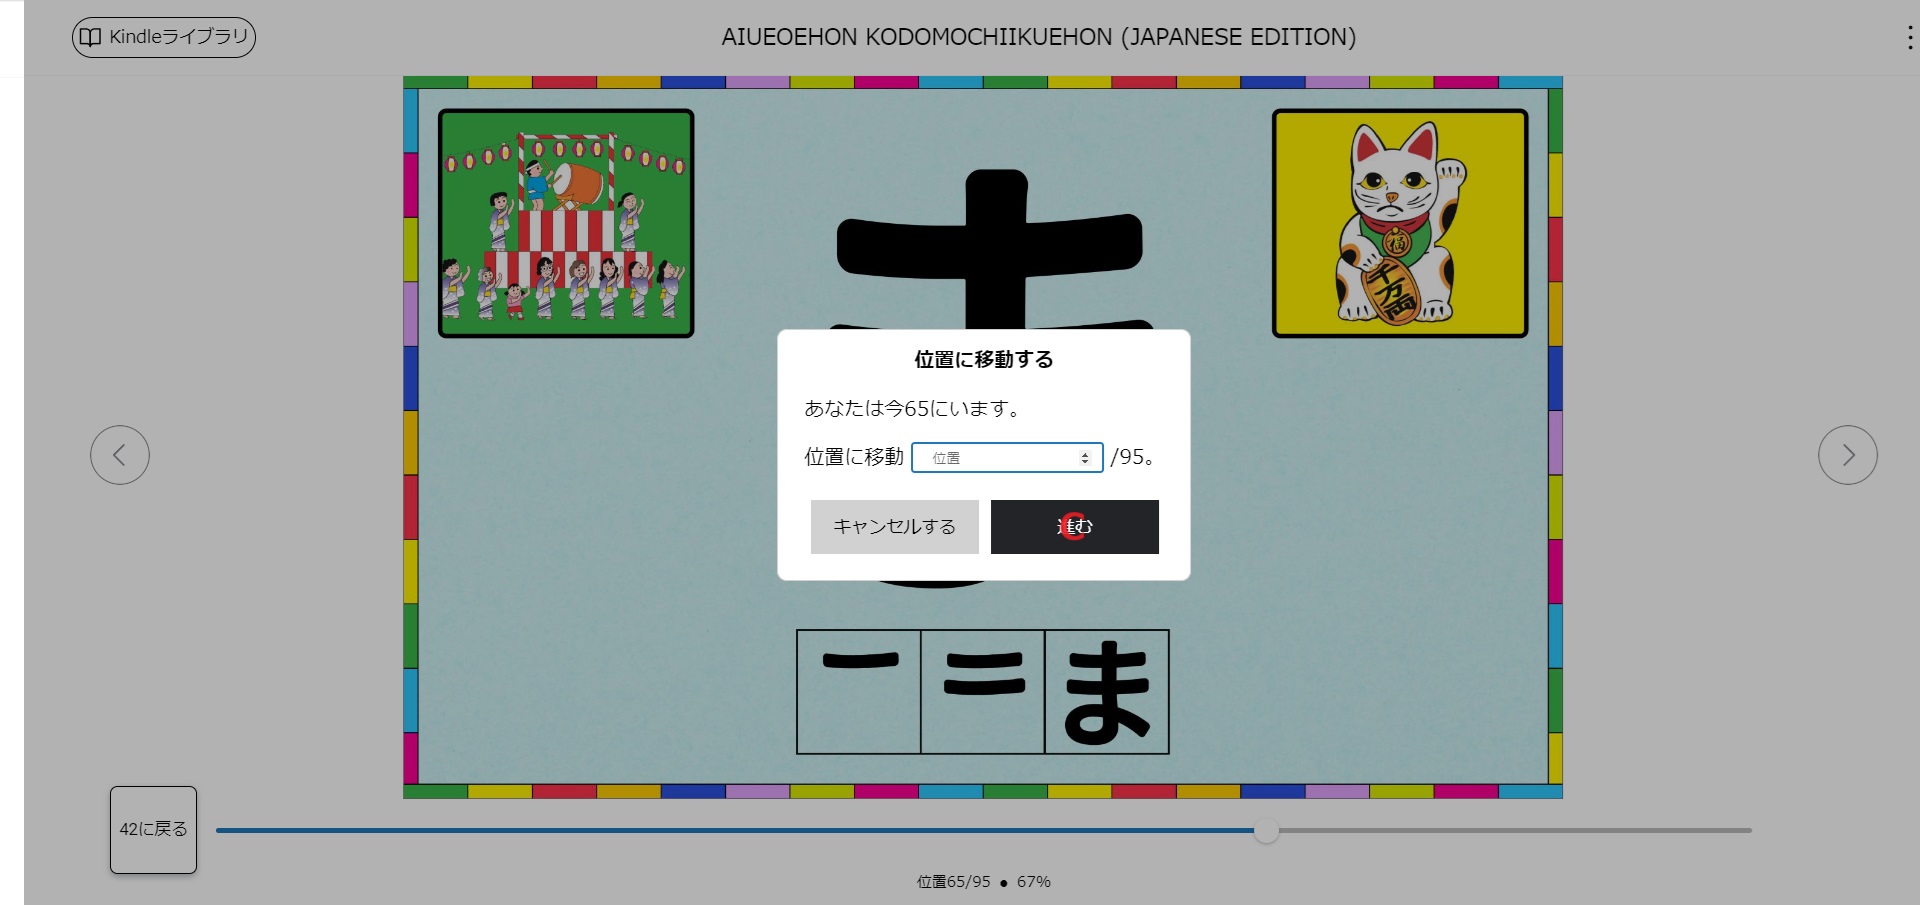 Kindleライブラリ
AIUEOEHON KODOMOCHIIKUEHON (JAPANESE EDITION)
ま
福
千万両
位置に移動する
あなたは今65にいます。
位置に移動 位置 /95。
キャンセルする
進む
C
一 二 ま
42に戻る
位置65/95 ● 67%